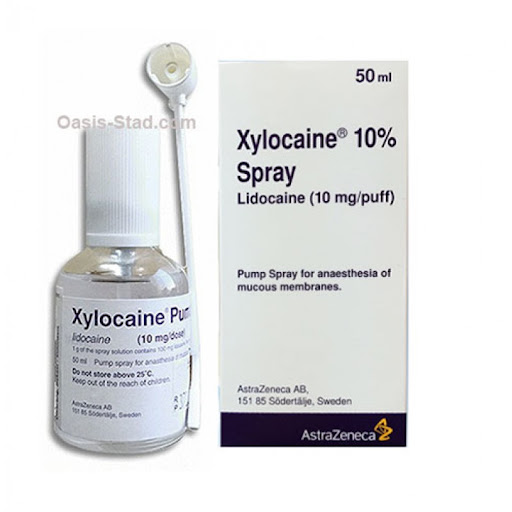 Oasis-Stad.com
Xylocaine® Pum
lidocaine (10 mg/dose)
1 g of the spray solution contains 100 mg lidocaine
50 ml Pump spray for anaesthesia of
Do not store above 25°C.
Keep out of the reach of children.
AstraZeneca AB,
151 85 Södertälje, Sweden
50 ml
Xylocaine® 10%
Spray
Lidocaine (10 mg/puff)
Pump Spray for anaesthesia of
mucous membranes.
AstraZeneca AB,
151 85 Södertälje, Sweden
AstraZeneca